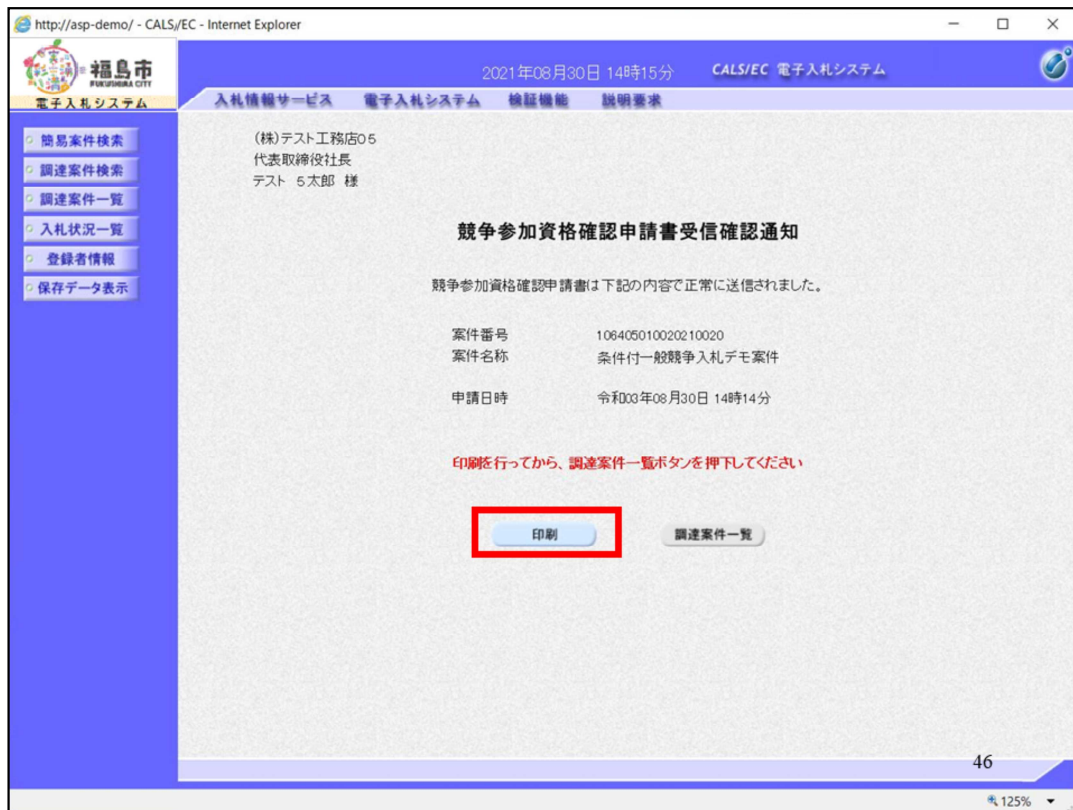 http://asp-demo/ - CALS/EC - Internet Explorer
福島市
FUKUSHIMA CITY
電子入札システム
2021年08月30日 14時15分
CALS/EC 電子入札システム
入札情報サービス 電子入札システム 検証機能 説明要求
簡易案件検索
調達案件検索
調達案件一覧
入札状況一覧
登録者情報
保存データ表示
(株)テスト工務店05
代表取締役社長
テスト 5太郎 様
競争参加資格確認申請書受信確認通知
競争参加資格確認申請書は下記の内容で正常に送信されました。
案件番号 106405010020210020
案件名称 条件付一般競争入札デモ案件
申請日時 令和03年08月30日 14時14分
印刷を行ってから、調達案件一覧ボタンを押下してください
印刷 調達案件一覧
46
125%